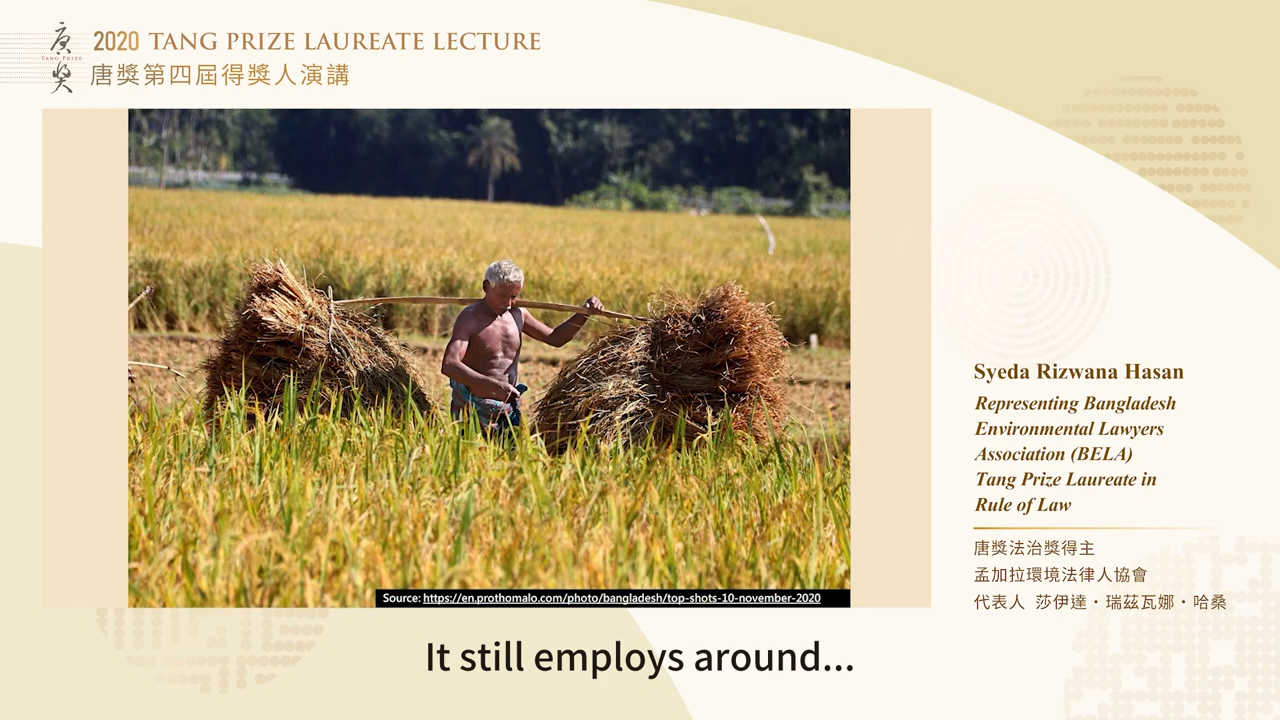 唐
TANG PRIZE
獎
2020 TANG PRIZE LAUREATE LECTURE
唐獎第四屆得獎人演講
Source: https://en.prothomalo.com/photo/bangladesh/top-shots-10-november-2020
Syeda Rizwana Hasan
Representing Bangladesh
Environmental Lawyers
Association (BELA)
Tang Prize Laureate in
Rule of Law
唐獎法治獎得主
孟加拉環境法律人協會
代表人 莎伊達・瑞茲瓦娜・哈桑
It still employs around...